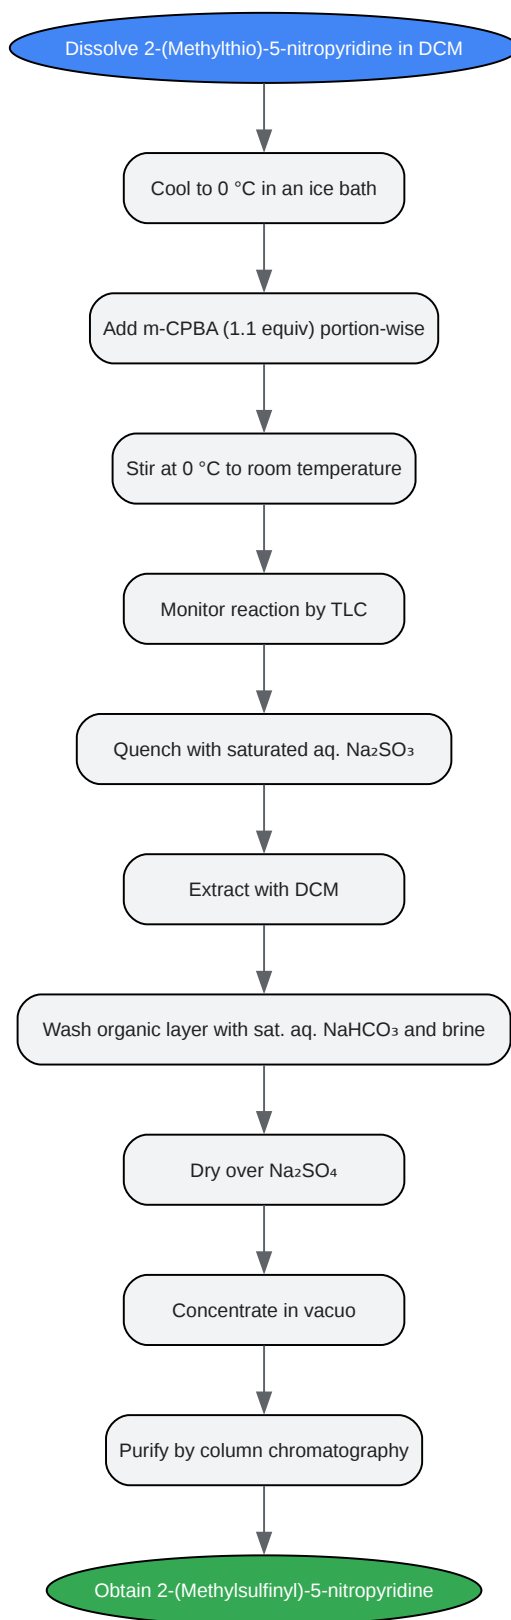 Dissolve 2-(Methylthio)-5-nitropyridine in DCM
Cool to 0 °C in an ice bath
Add m-CPBA (1.1 equiv) portion-wise
Stir at 0 °C to room temperature
Monitor reaction by TLC
Quench with saturated aq. Na₂SO₃
Extract with DCM
Wash organic layer with sat. aq. NaHCO₃ and brine
Dry over Na₂SO₄
Concentrate in vacuo
Purify by column chromatography
Obtain 2-(Methylsulfinyl)-5-nitropyridine